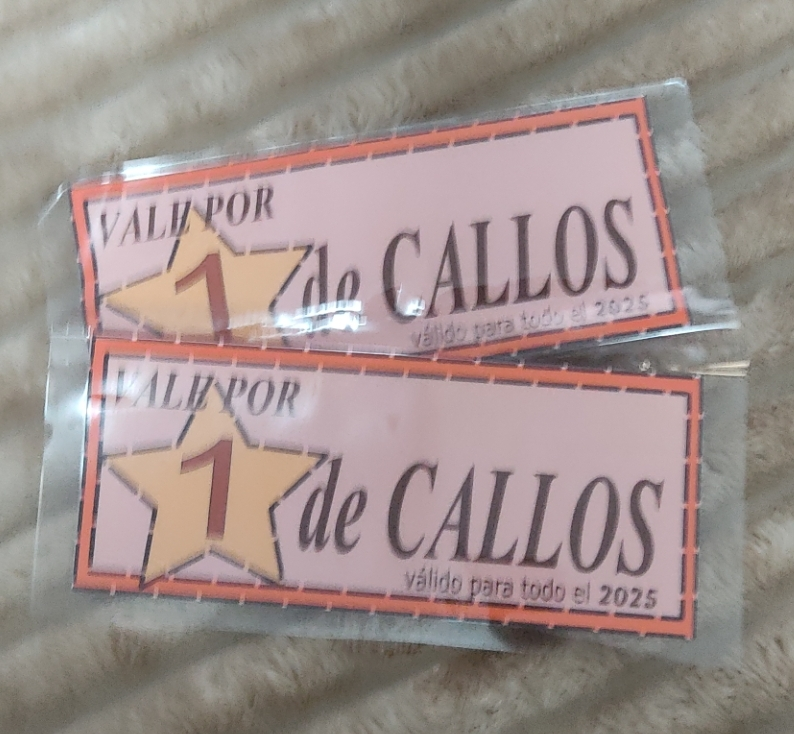 VALE POR
1 de CALLOS
válido para todo el 2025
VALE POR
1 de CALLOS
válido para todo el 2025